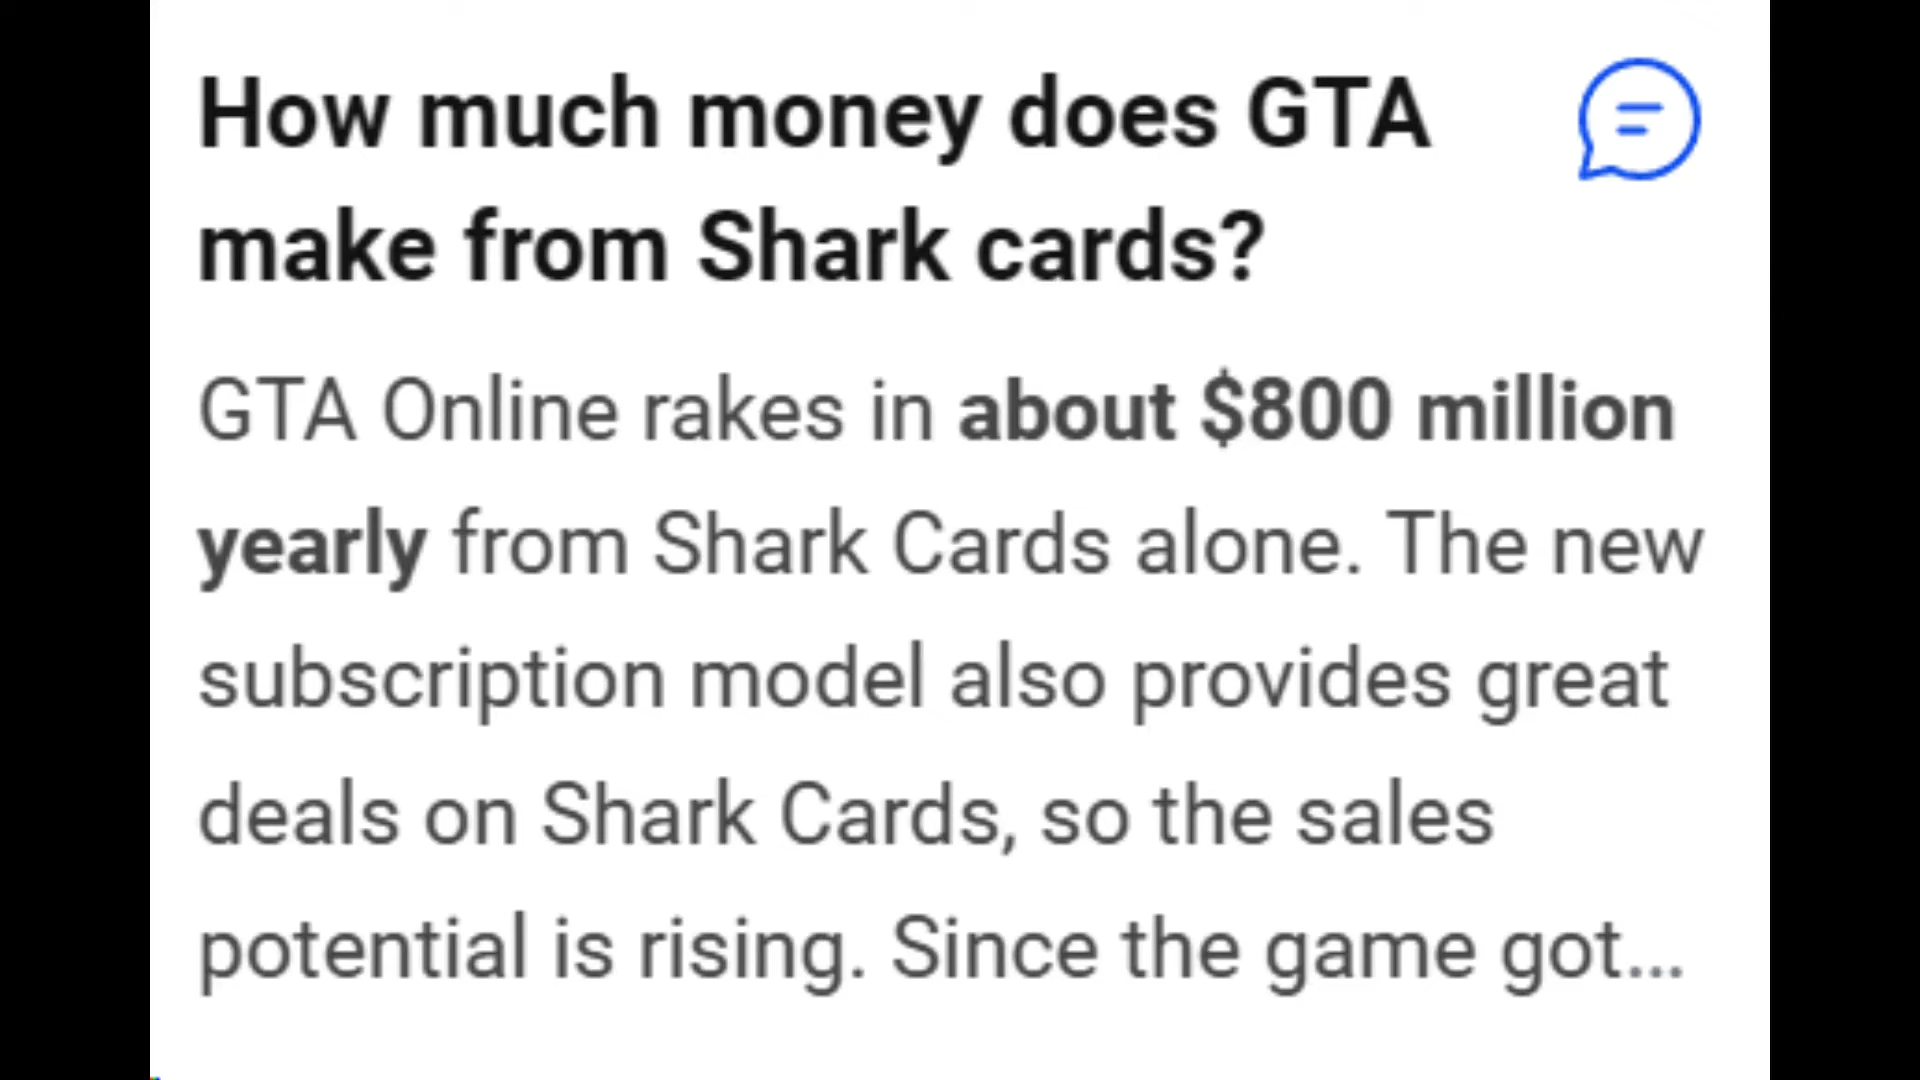 How much money does GTA
make from Shark cards?
GTA Online rakes in about $800 million
yearly from Shark Cards alone. The new
subscription model also provides great
deals on Shark Cards, so the sales
potential is rising. Since the game got...